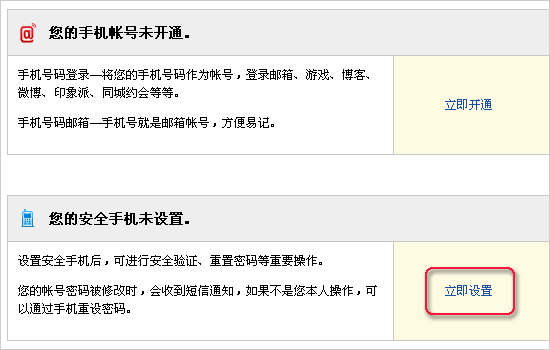 您的手机帐号未开通。
手机号码登录—将您的手机号码作为帐号，登录邮箱、游戏、博客、
微博、印象派、同城约会等等。
立即开通
手机号码邮箱—手机号就是邮箱帐号，方便易记。
您的安全手机未设置。
设置安全手机后，可进行安全验证、重置密码等重要操作。
您的帐号密码被修改时，会收到短信通知，如果不是您本人操作，可
以通过手机重设密码。
立即设置